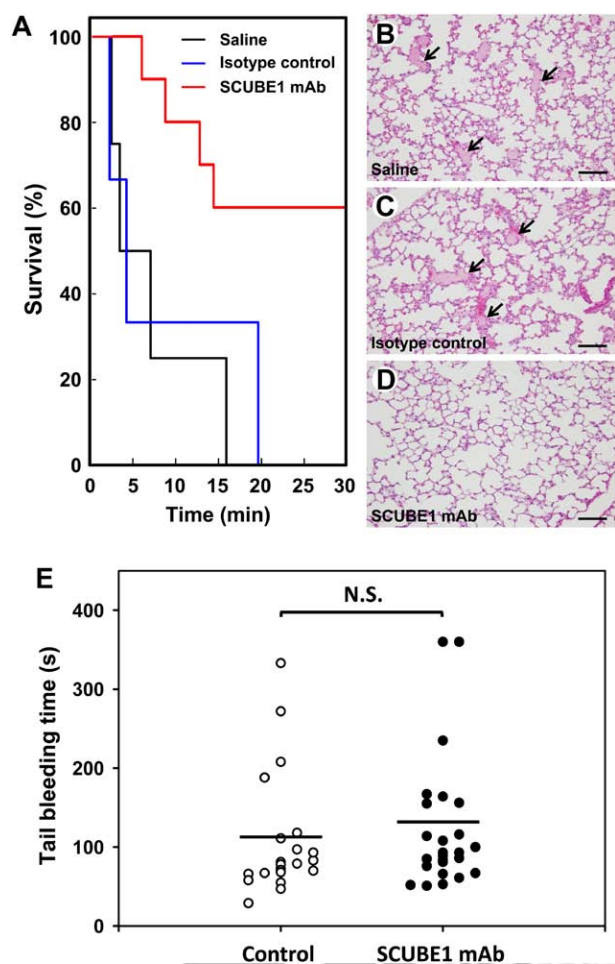 A
Saline
Isotype control
SCUBE1 mAb
100
80
60
40
20
0
Survival (%)
0 5 10 15 20 25 30
Time (min)
B
Saline
C
Isotype control
D
SCUBE1 mAb
E
N.S.
400
300
200
100
0
Tail bleeding time (s)
Control SCUBE1 mAb